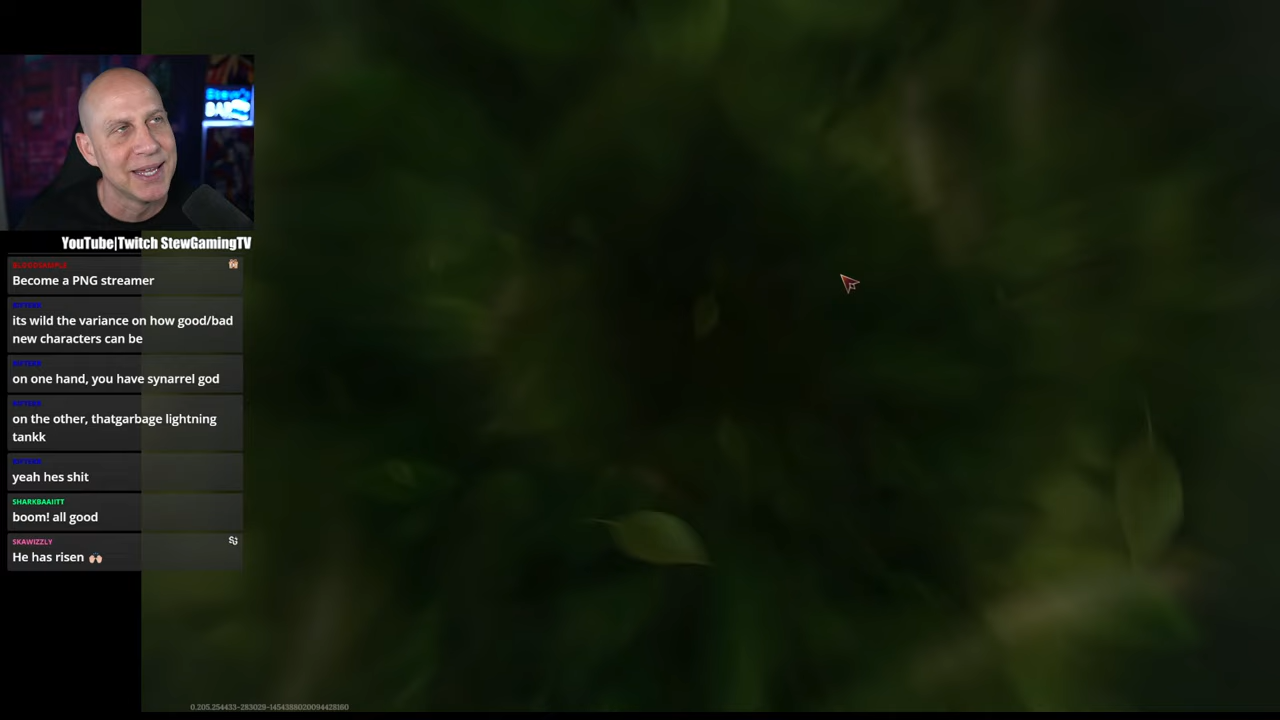 YouTube|Twitch StewGamingTV
Become a PNG streamer
its wild the variance on how good/bad
new characters can be
on one hand, you have synarrel god
on the other, thatgarbage lightning
tankk
yeah hes shit
SHARKBAAIITT
boom! all good
SKAWIZZLY
He has risen 🙌🏻